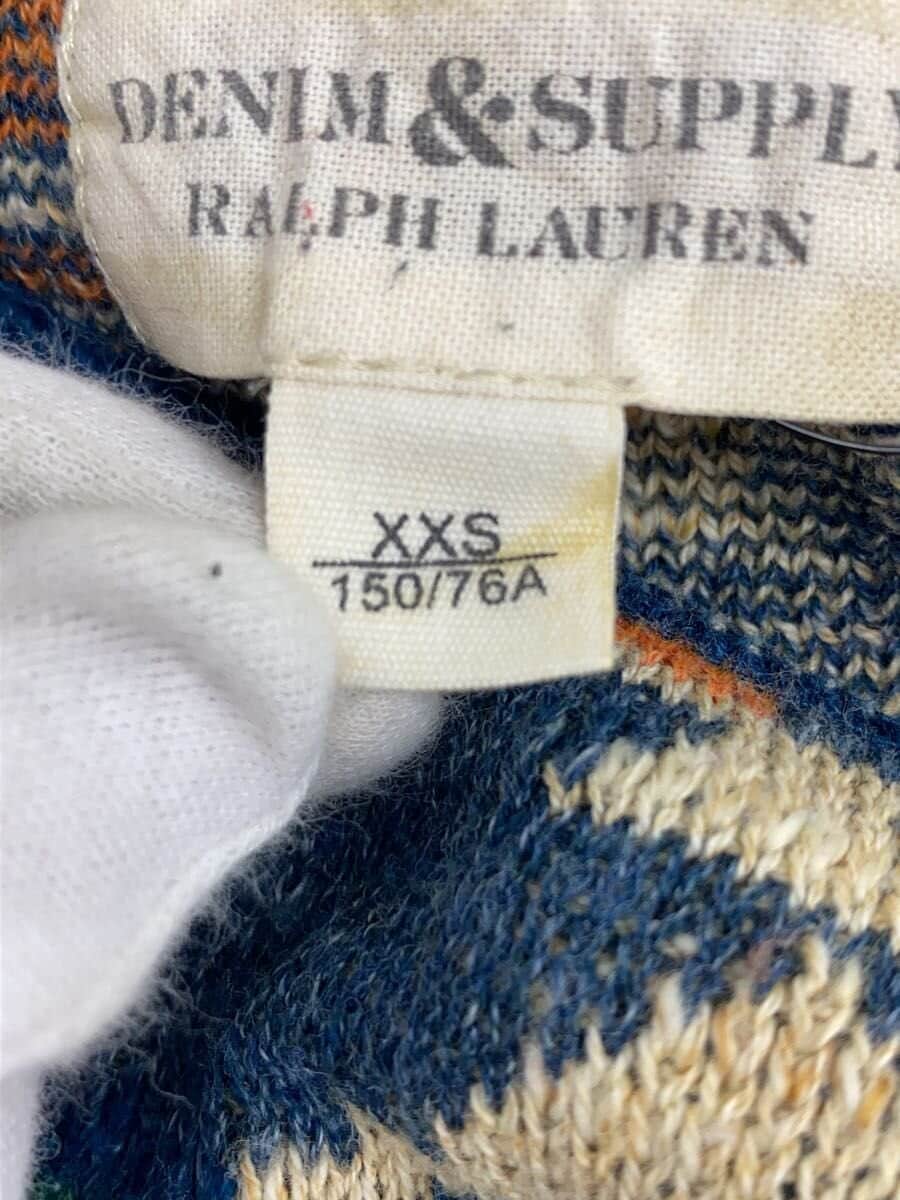 DENIM & SUPPLY
RALPH LAUREN
XXS
150/76A